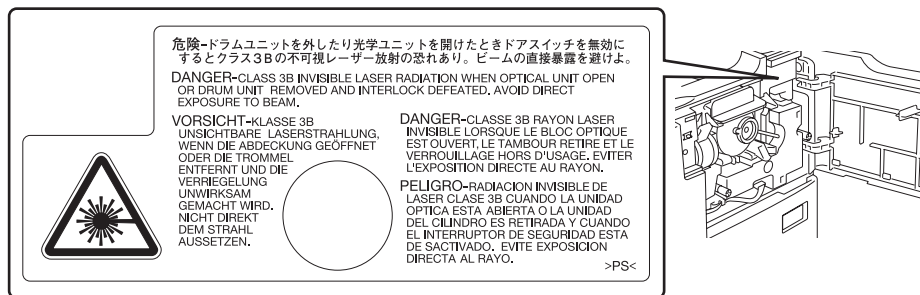 危険-ドラムユニットを外したり光学ユニットを開けたときドアスイッチを無効に
するとクラス3Bの不可視レーザー放射の恐れあり。ビームの直接暴露を避けよ。
DANGER-CLASS 3B INVISIBLE LASER RADIATION WHEN OPTICAL UNIT OPEN
OR DRUM UNIT REMOVED AND INTERLOCK DEFEATED. AVOID DIRECT
EXPOSURE TO BEAM.
VORSICHT-KLASSE 3B
UNSICHTBARE LASERSTRAHLUNG,
WENN DIE ABDECKUNG GEÖFFNET
ODER DIE TROMMEL
ENTFERNT UND DIE
VERRIEGELUNG
UNWIRKSAM
GEMACHT WIRD.
NICHT DIREKT
DEM STRAHL
AUSSETZEN.
DANGER-CLASSE 3B RAYON LASER
INVISIBLE LORSQUE LE BLOC OPTIQUE
EST OUVERT, LE TAMBOUR RETIRE ET LE
VERROUILLAGE HORS D'USAGE. EVITER
L'EXPOSITION DIRECTE AU RAYON.
PELIGRO-RADIACION INVISIBLE DE
LASER CLASE 3B CUANDO LA UNIDAD
OPTICA ESTA ABIERTA O LA UNIDAD
DEL CILINDRO ES RETIRADA Y CUANDO
EL INTERRUPTOR DE SEGURIDAD ESTA
DE SACTIVADO. EVITE EXPOSICION
DIRECTA AL RAYO.
>PS<